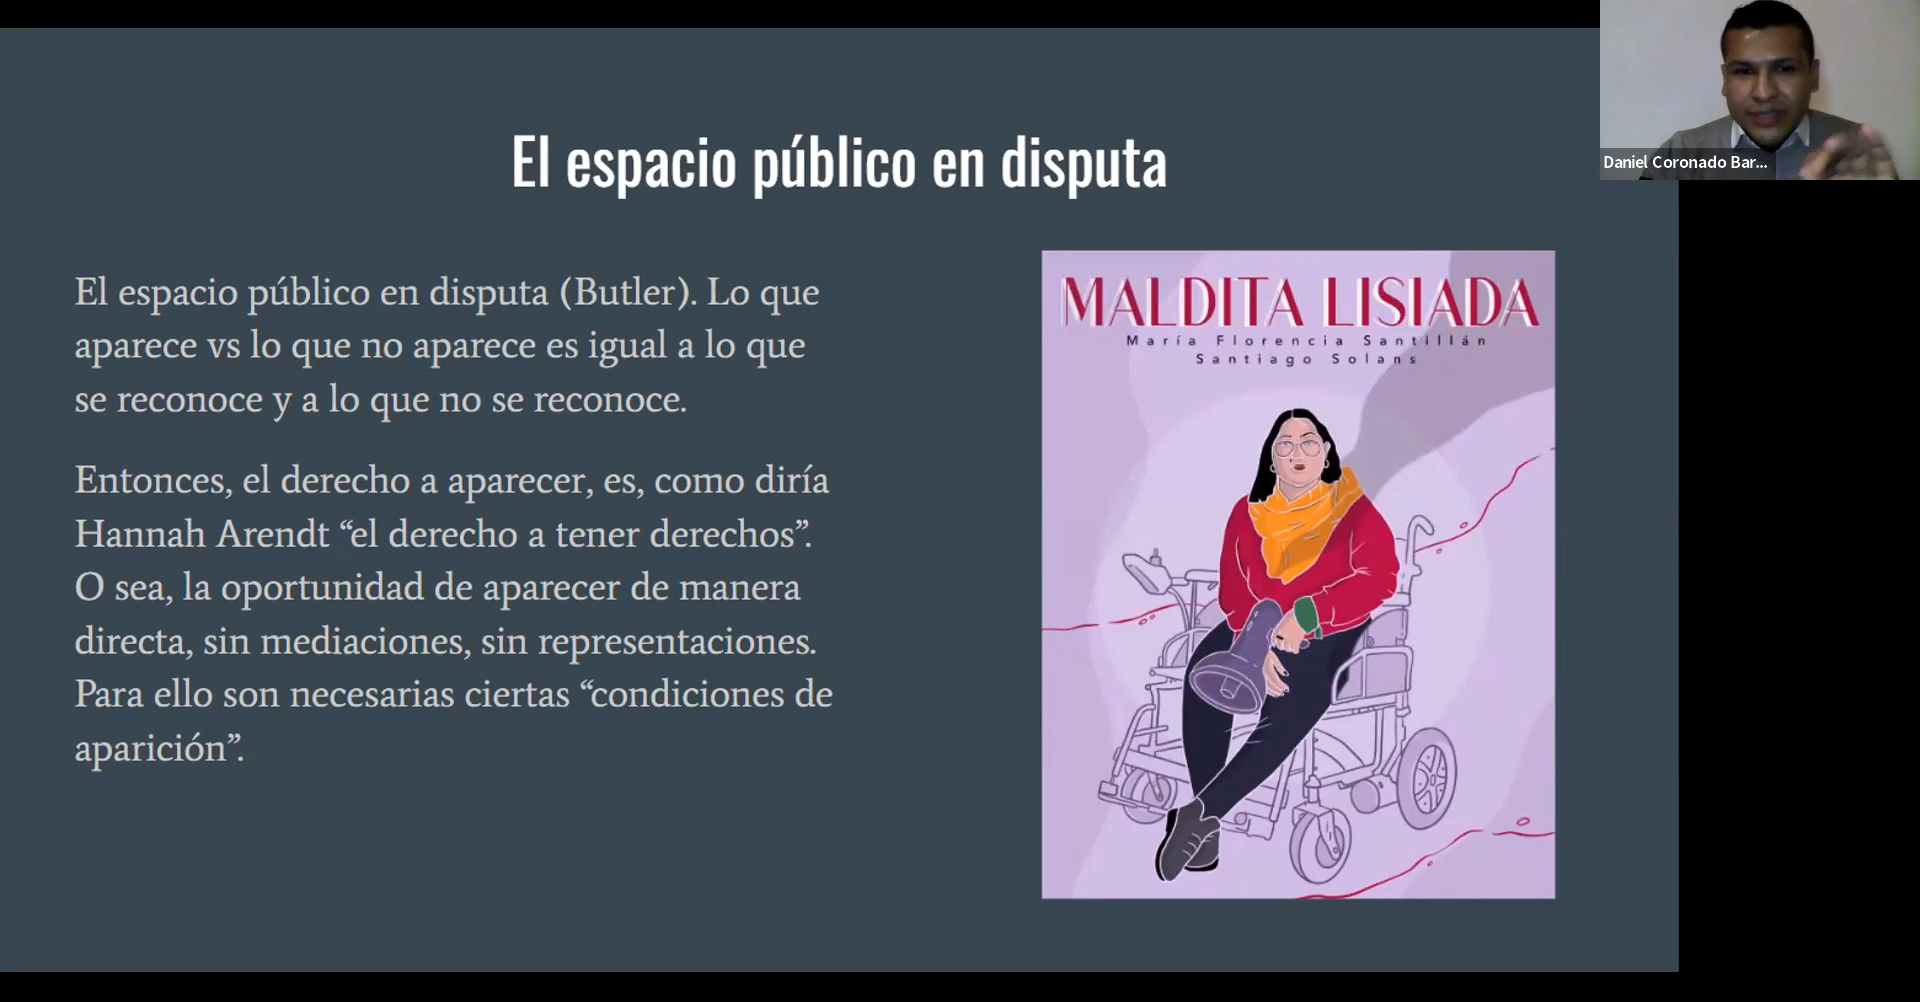 El espacio público en disputa
El espacio público en disputa (Butler). Lo que
aparece vs lo que no aparece es igual a lo que
se reconoce y a lo que no se reconoce.
Entonces, el derecho a aparecer, es, como diría
Hannah Arendt “el derecho a tener derechos”.
O sea, la oportunidad de aparecer de manera
directa, sin mediaciones, sin representaciones.
Para ello son necesarias ciertas “condiciones de
aparición”.
MALDITA LISIADA
María Florencia Santillán
Santiago Solans
Daniel Coronado Bar...